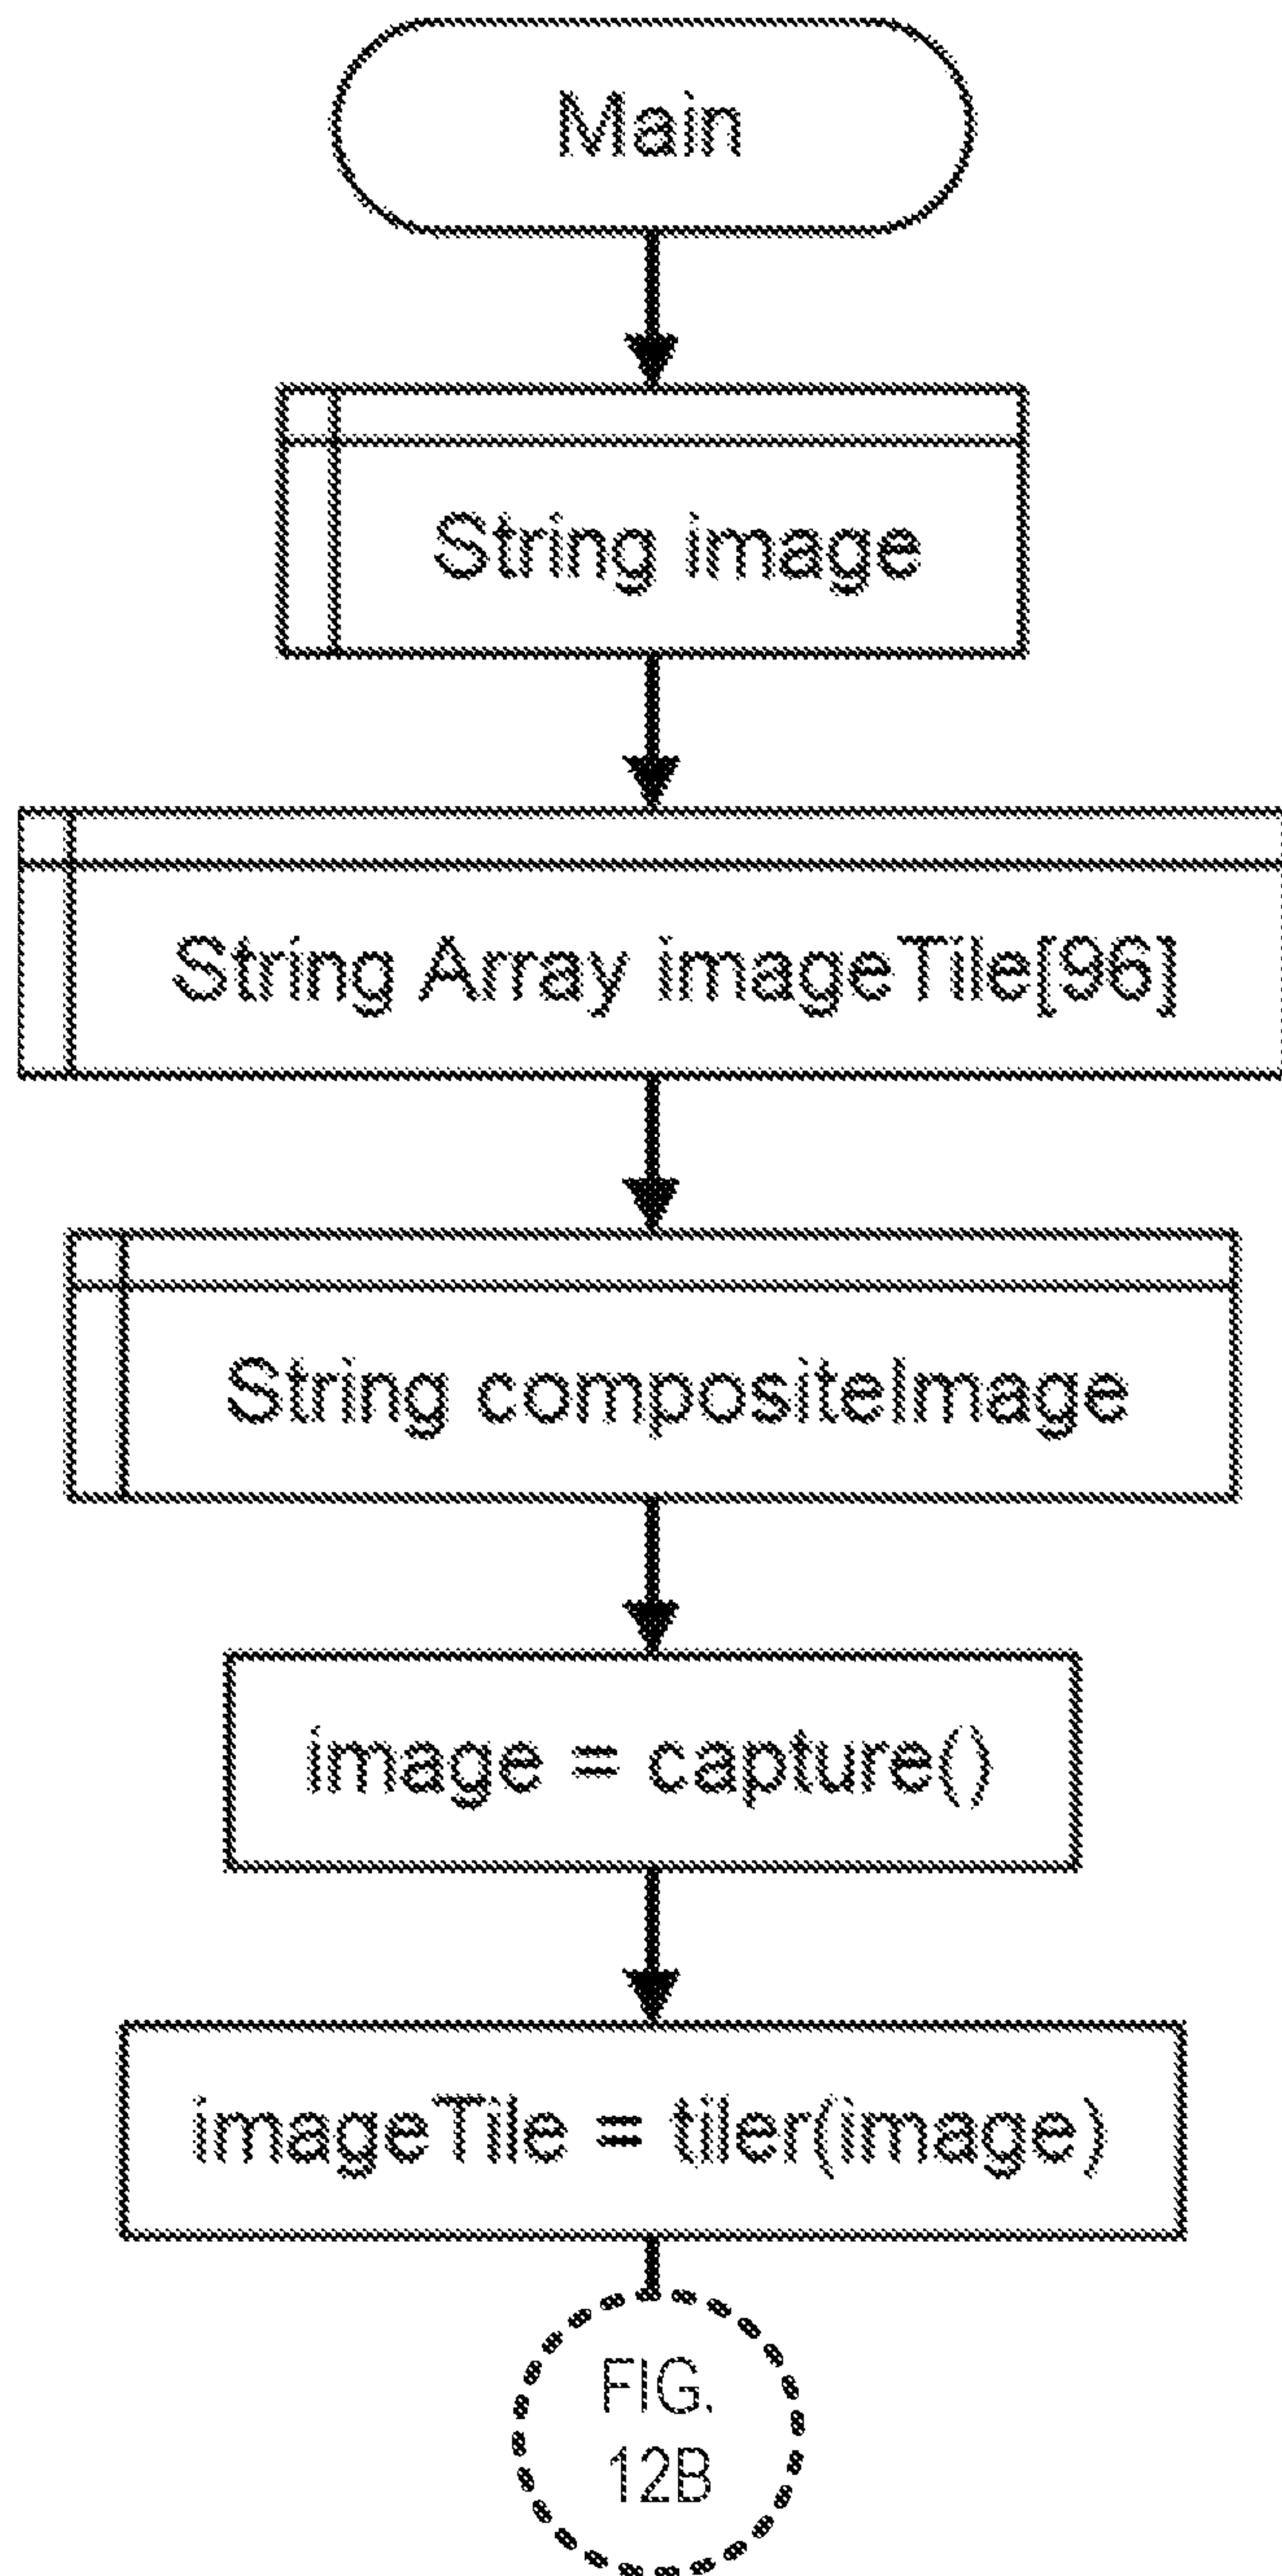 Main
String image
String Array imageTile[96]
String compositeImage
image = capture()
imageTile = tiler(image)
FIG.
12B